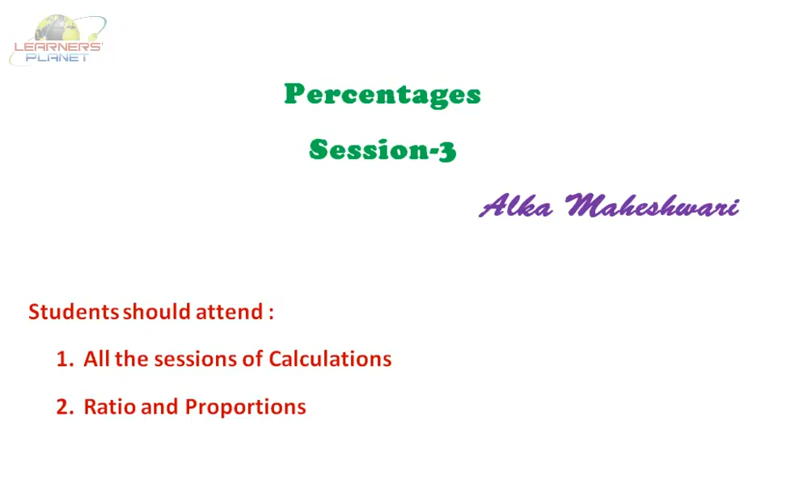 LEARNERS'
PLANET
Percentages
Session-3
Alka Maheshwari
Students should attend :
1. All the sessions of Calculations
2. Ratio and Proportions